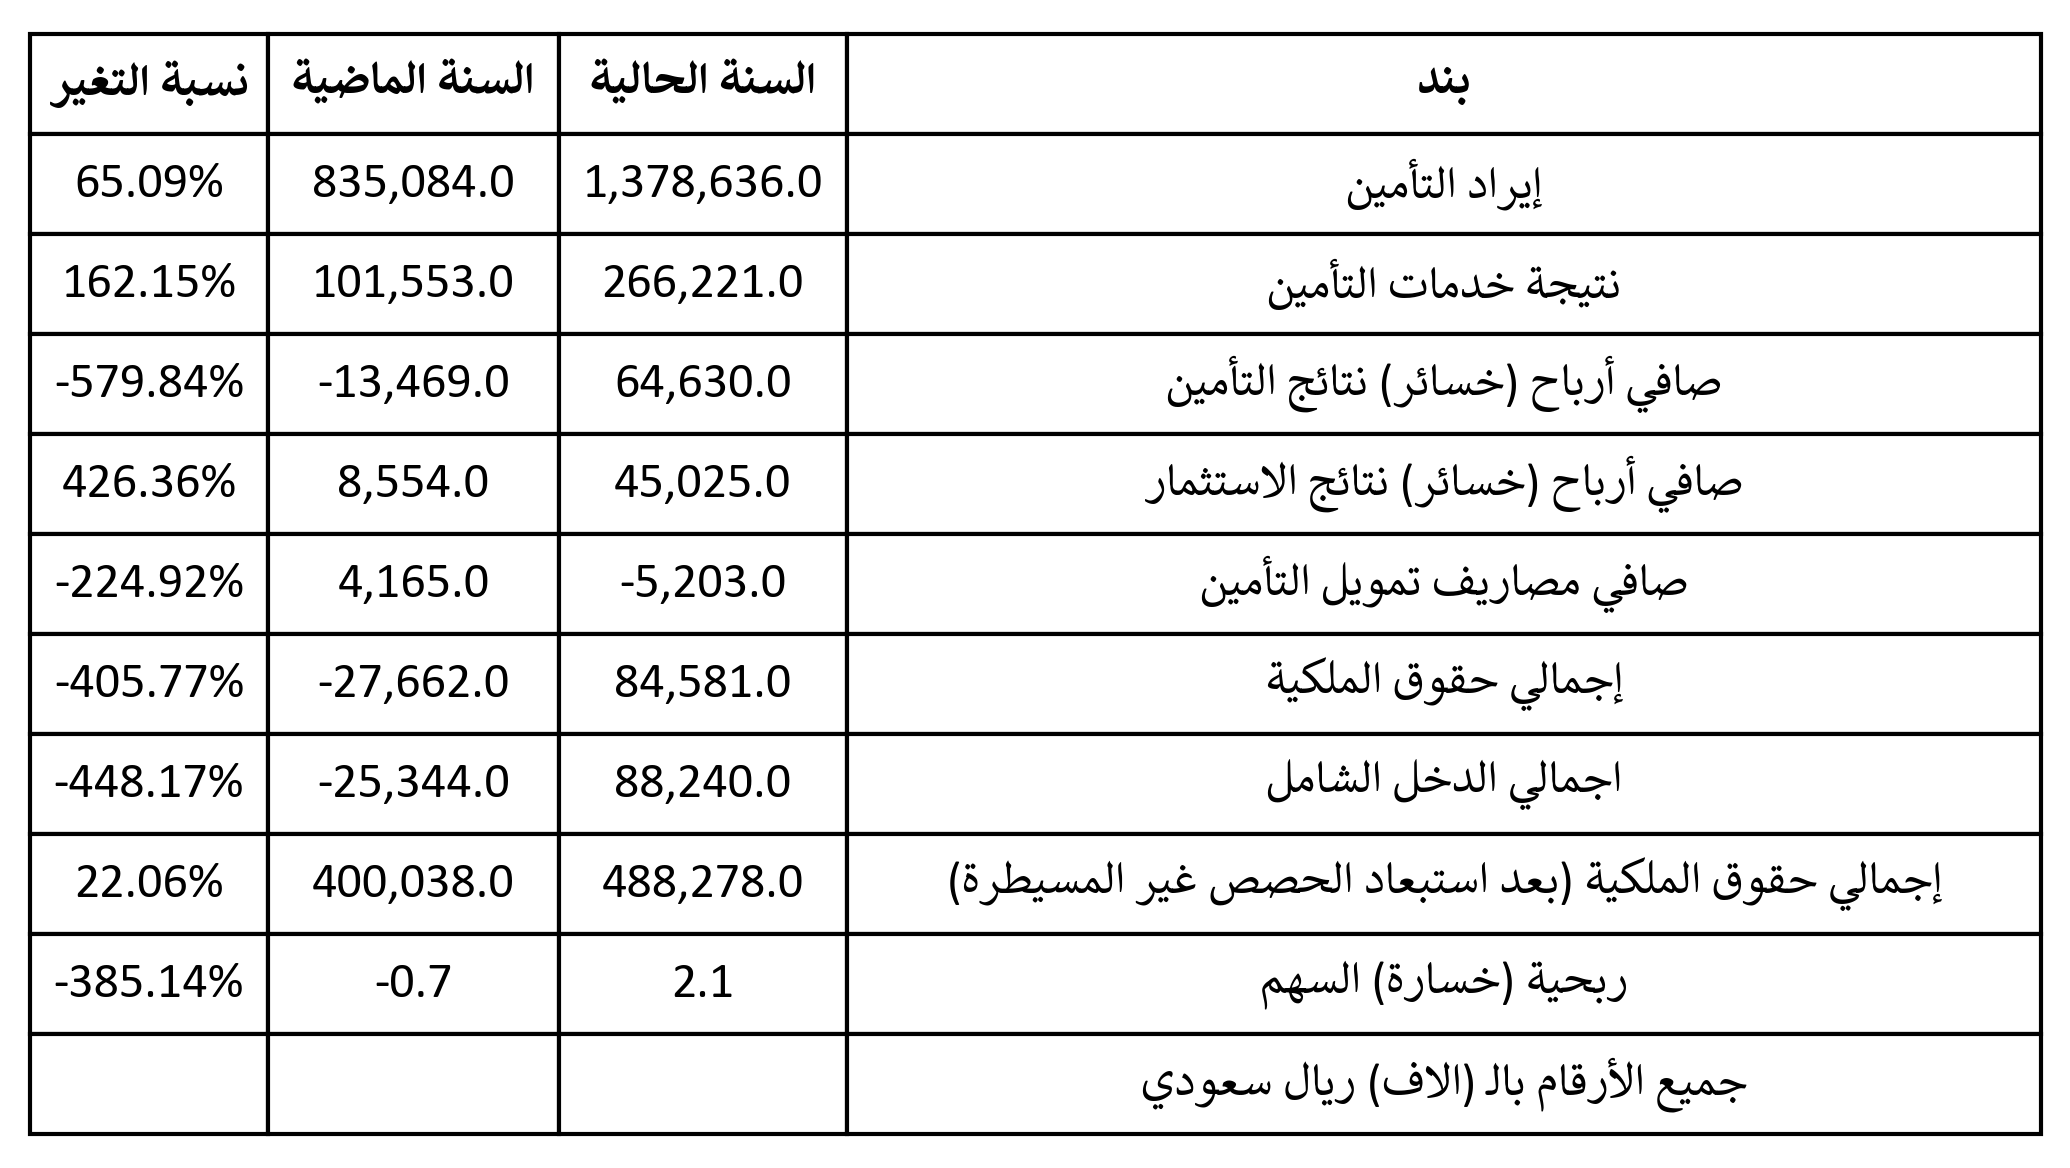 بند السنة الحالية السنة الماضية نسبة التغير
إيراد التأمين 1,378,636.0 835,084.0 65.09%
نتيجة خدمات التأمين 266,221.0 101,553.0 162.15%
صافي أرباح (خسائر) نتائج التأمين 64,630.0 -13,469.0 -579.84%
صافي أرباح (خسائر) نتائج الاستثمار 45,025.0 8,554.0 426.36%
صافي مصاريف تمويل التأمين -5,203.0 4,165.0 -224.92%
إجمالي حقوق الملكية 84,581.0 -27,662.0 -405.77%
اجمالي الدخل الشامل 88,240.0 -25,344.0 -448.17%
إجمالي حقوق الملكية (بعد استبعاد الحصص غير المسيطرة) 488,278.0 400,038.0 22.06%
ربحية (خسارة) السهم 2.1 -0.7 -385.14%
جميع الأرقام بالـ (الاف) ريال سعودي